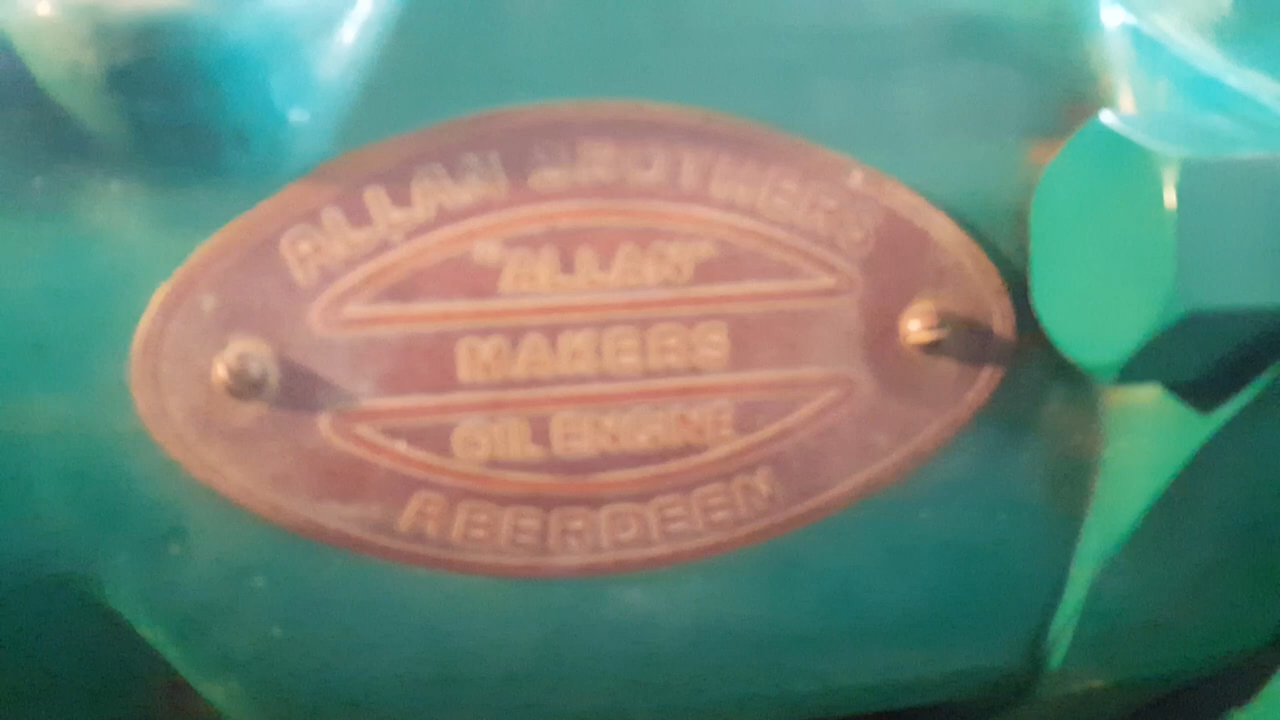 ALLAN BROTHERS
"ALLAN"
MAKERS
OIL ENGINE
ABERDEEN